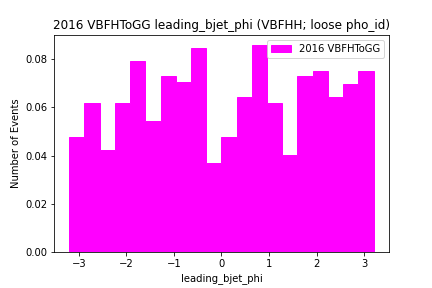 2016 VBFHToGG leading_bjet_phi (VBFHH; loose pho_id)
2016 VBFHToGG
Number of Events
0.08
0.06
0.04
0.02
0.00
−3 −2 −1 0 1 2 3
leading_bjet_phi